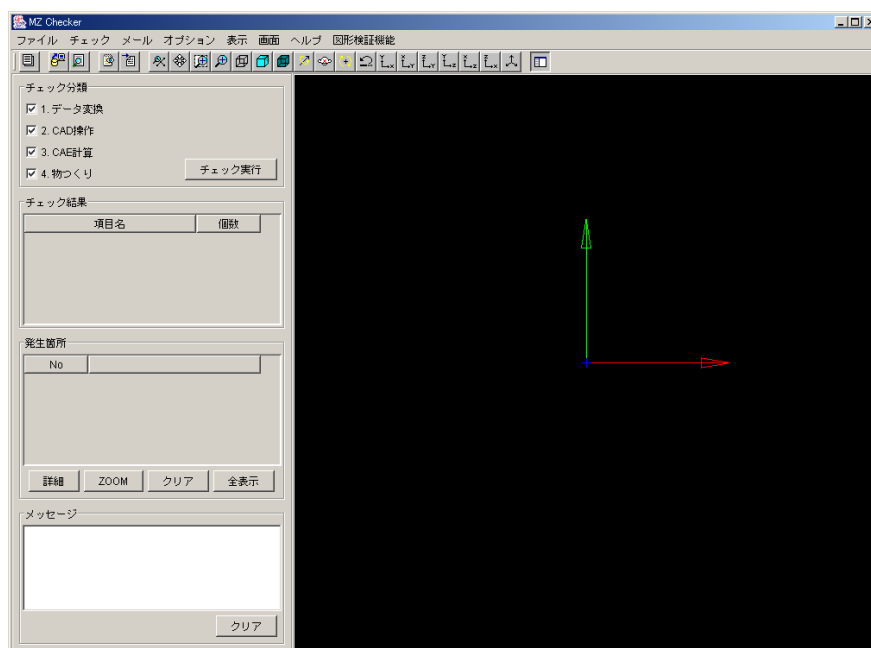 MZ Checker
ファイル チェック メール オプション 表示 画面 ヘルプ 図形検証機能
チェック分類
1.データ変換
2. CAD操作
3. CAE計算
4.物つくり
チェック実行
チェック結果
項目名 個数
発生箇所
No
詳細 ZOOM クリア 全表示
メッセージ
クリア